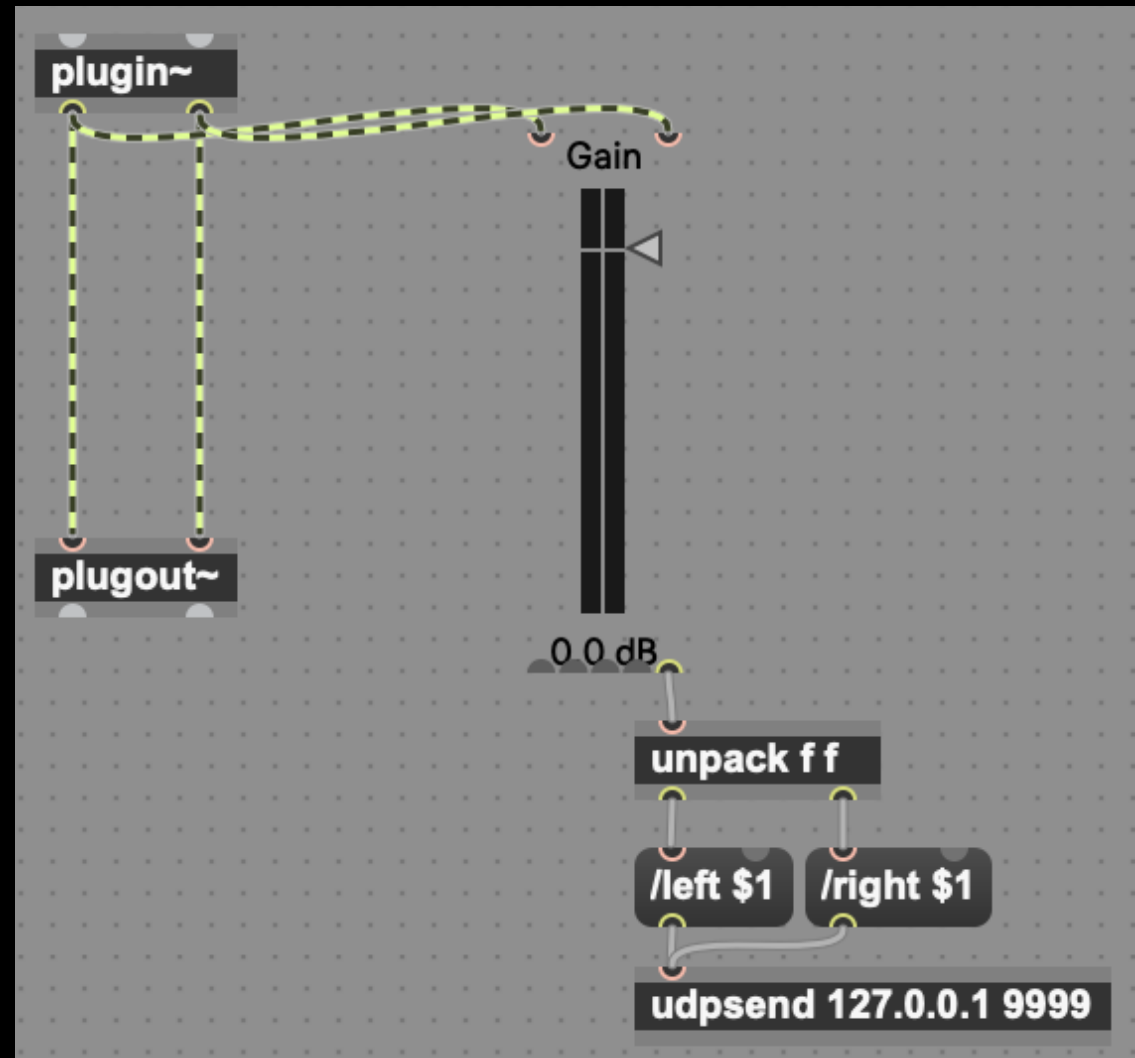 plugin~
Gain
plugout~
0.0 dB
unpack f f
/left $1
/right $1
udpsend 127.0.0.1 9999